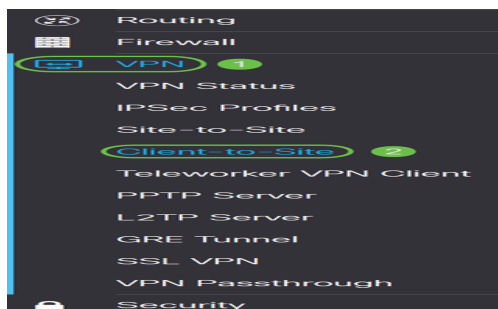 Routing
Firewall
VPN 1
VPN Status
IPSec Profiles
Site-to-Site
Client-to-Site 2
Teleworker VPN Client
PPTP Server
L2TP Server
GRE Tunnel
SSL VPN
VPN Passthrough
Security